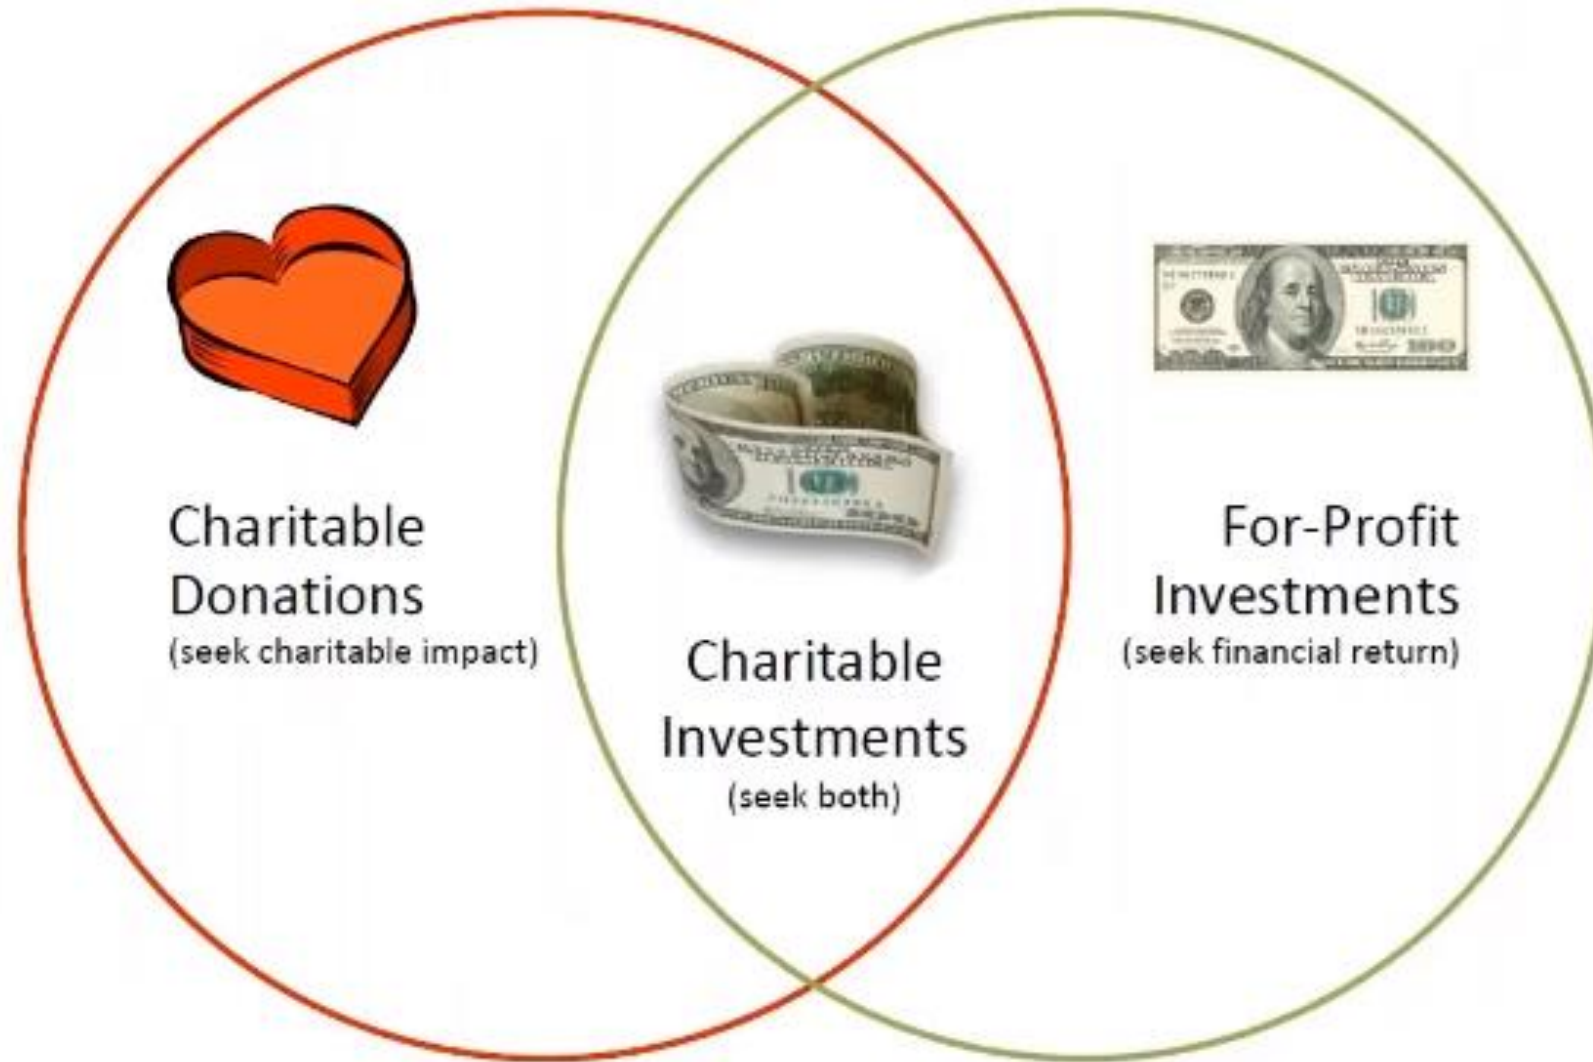 Charitable
Donations
(seek charitable impact)
Charitable
Investments
(seek both)
For-Profit
Investments
(seek financial return)